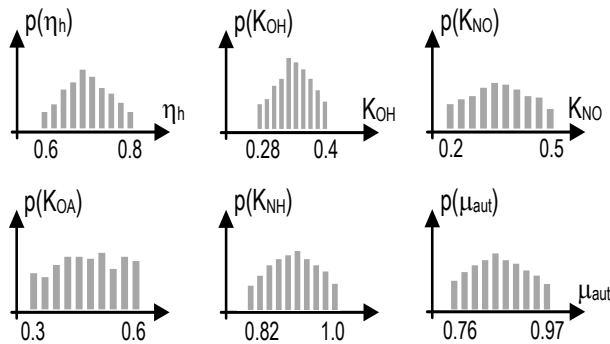 p(ηh) p(KOH) p(KNO)
ηh KOH KNO
0.6 0.8 0.28 0.4 0.2 0.5
p(KOA) p(KNH) p(μaut)
μaut
0.3 0.6 0.82 1.0 0.76 0.97